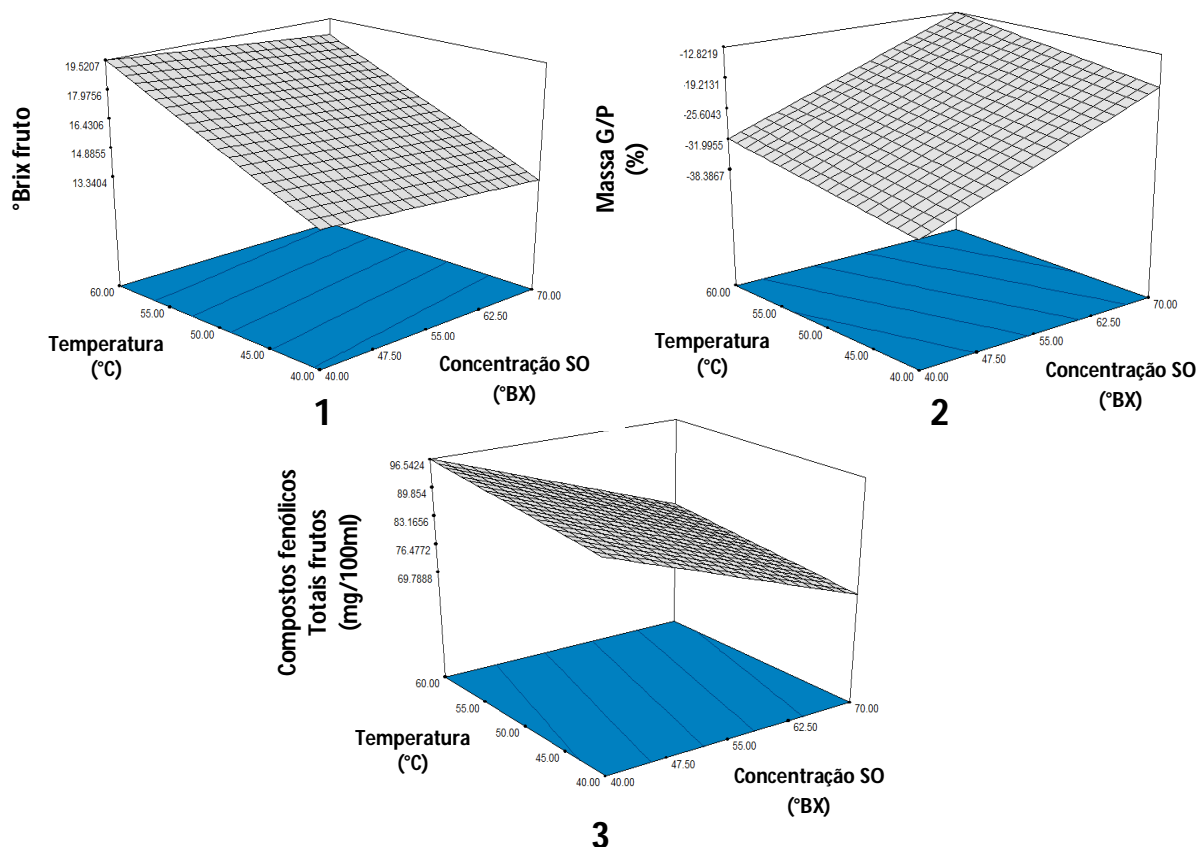 °Brix fruto
19.5207
17.9756
16.4306
14.8855
13.3404
60.00
55.00
50.00
45.00
40.00
40.00
47.50
55.00
62.50
70.00
Temperatura
(°C)
Concentração SO
(°BX)
1
Massa G/P
(%)
-12.8219
-19.2131
-25.6043
-31.9955
-38.3867
60.00
55.00
50.00
45.00
40.00
40.00
47.50
55.00
62.50
70.00
Temperatura
(°C)
Concentração SO
(°BX)
2
Compostos fenólicos
Totais frutos
(mg/100ml)
96.5424
89.854
83.1656
76.4772
69.7888
60.00
55.00
50.00
45.00
40.00
40.00
47.50
55.00
62.50
70.00
Temperatura
(°C)
Concentração SO
(°BX)
3